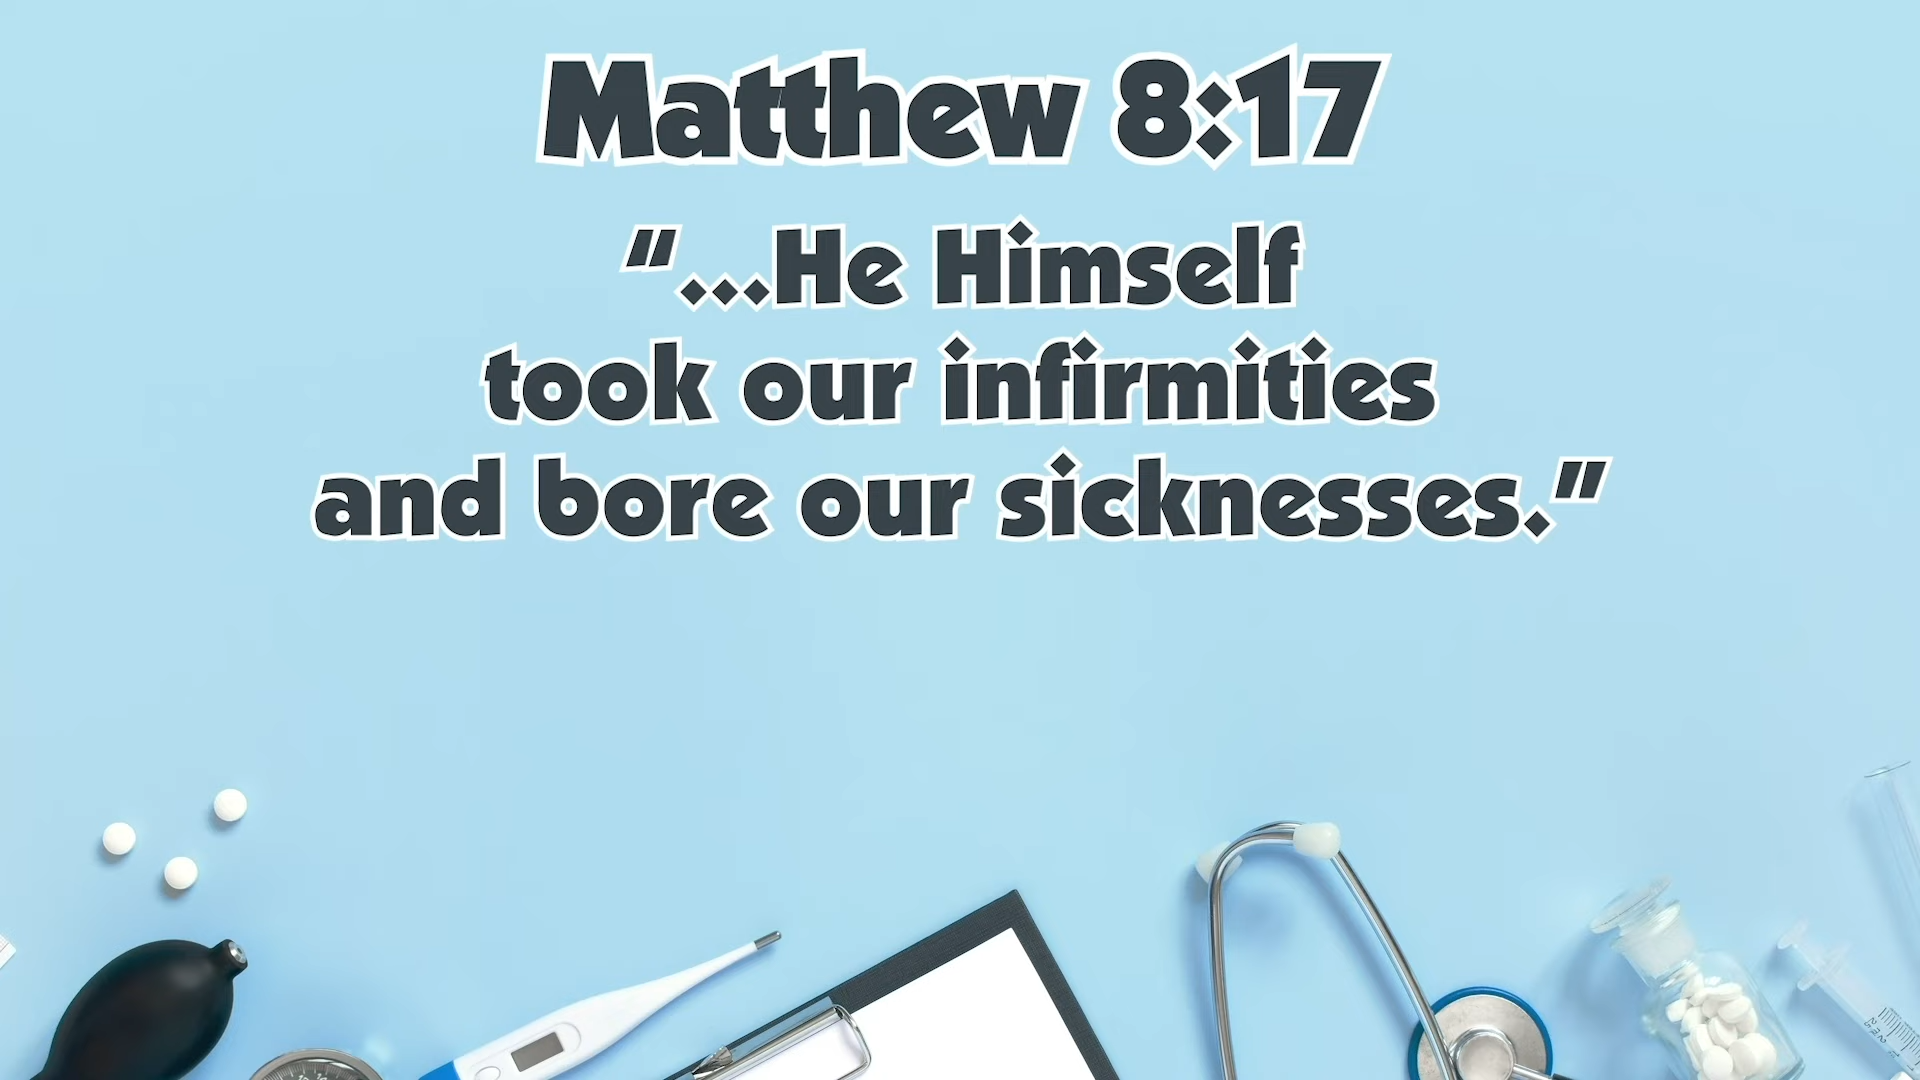 Matthew 8:17
“...He Himself
took our infirmities
and bore our sicknesses.”